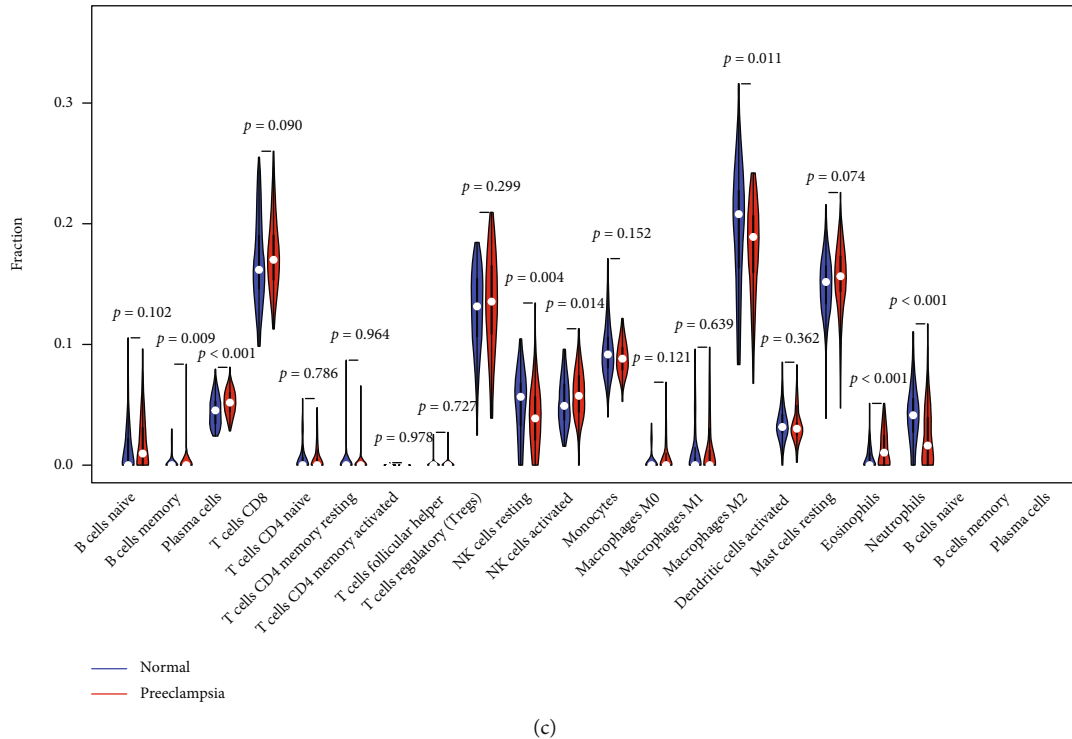 p = 0.011
0.3
p = 0.090
p = 0.074
p = 0.299
0.2
p = 0.152
Fraction
p = 0.004
p < 0.001
p = 0.102
p = 0.014
p = 0.639
p = 0.009
p = 0.964
p = 0.362
0.1
p < 0.001
p = 0.121
p < 0.001
p = 0.786
p = 0.727
p = 0.978
0.0
B cells naive
B cells memory
Plasma cells
T cells CD8
T cells CD4 naive
T cells CD4 memory resting
T cells CD4 memory activated
T cells follicular helper
T cells regulatory (Tregs)
NK cells resting
NK cells activated
Monocytes
Macrophages M0
Macrophages M1
Macrophages M2
Dendritic cells activated
Mast cells resting
Eosinophils
Neutrophils
B cells naive
B cells memory
Plasma cells
Normal
Preeclampsia
(c)